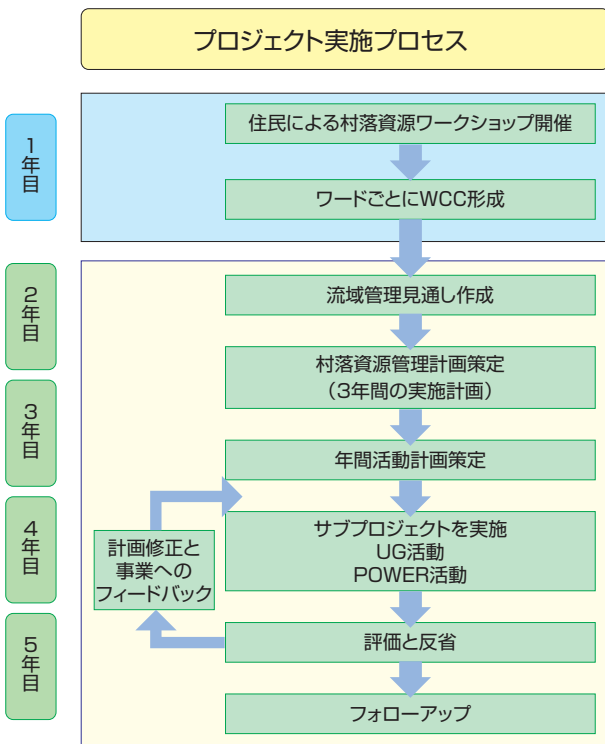 プロジェクト実施プロセス
1年目
住民による村落資源ワークショップ開催
ワードごとにWCC形成
2年目
流域管理見通し作成
村落資源管理計画策定
（3年間の実施計画）
3年目
年間活動計画策定
4年目
計画修正と
事業への
フィードバック
サブプロジェクトを実施
UG活動
POWER活動
5年目
評価と反省
フォローアップ